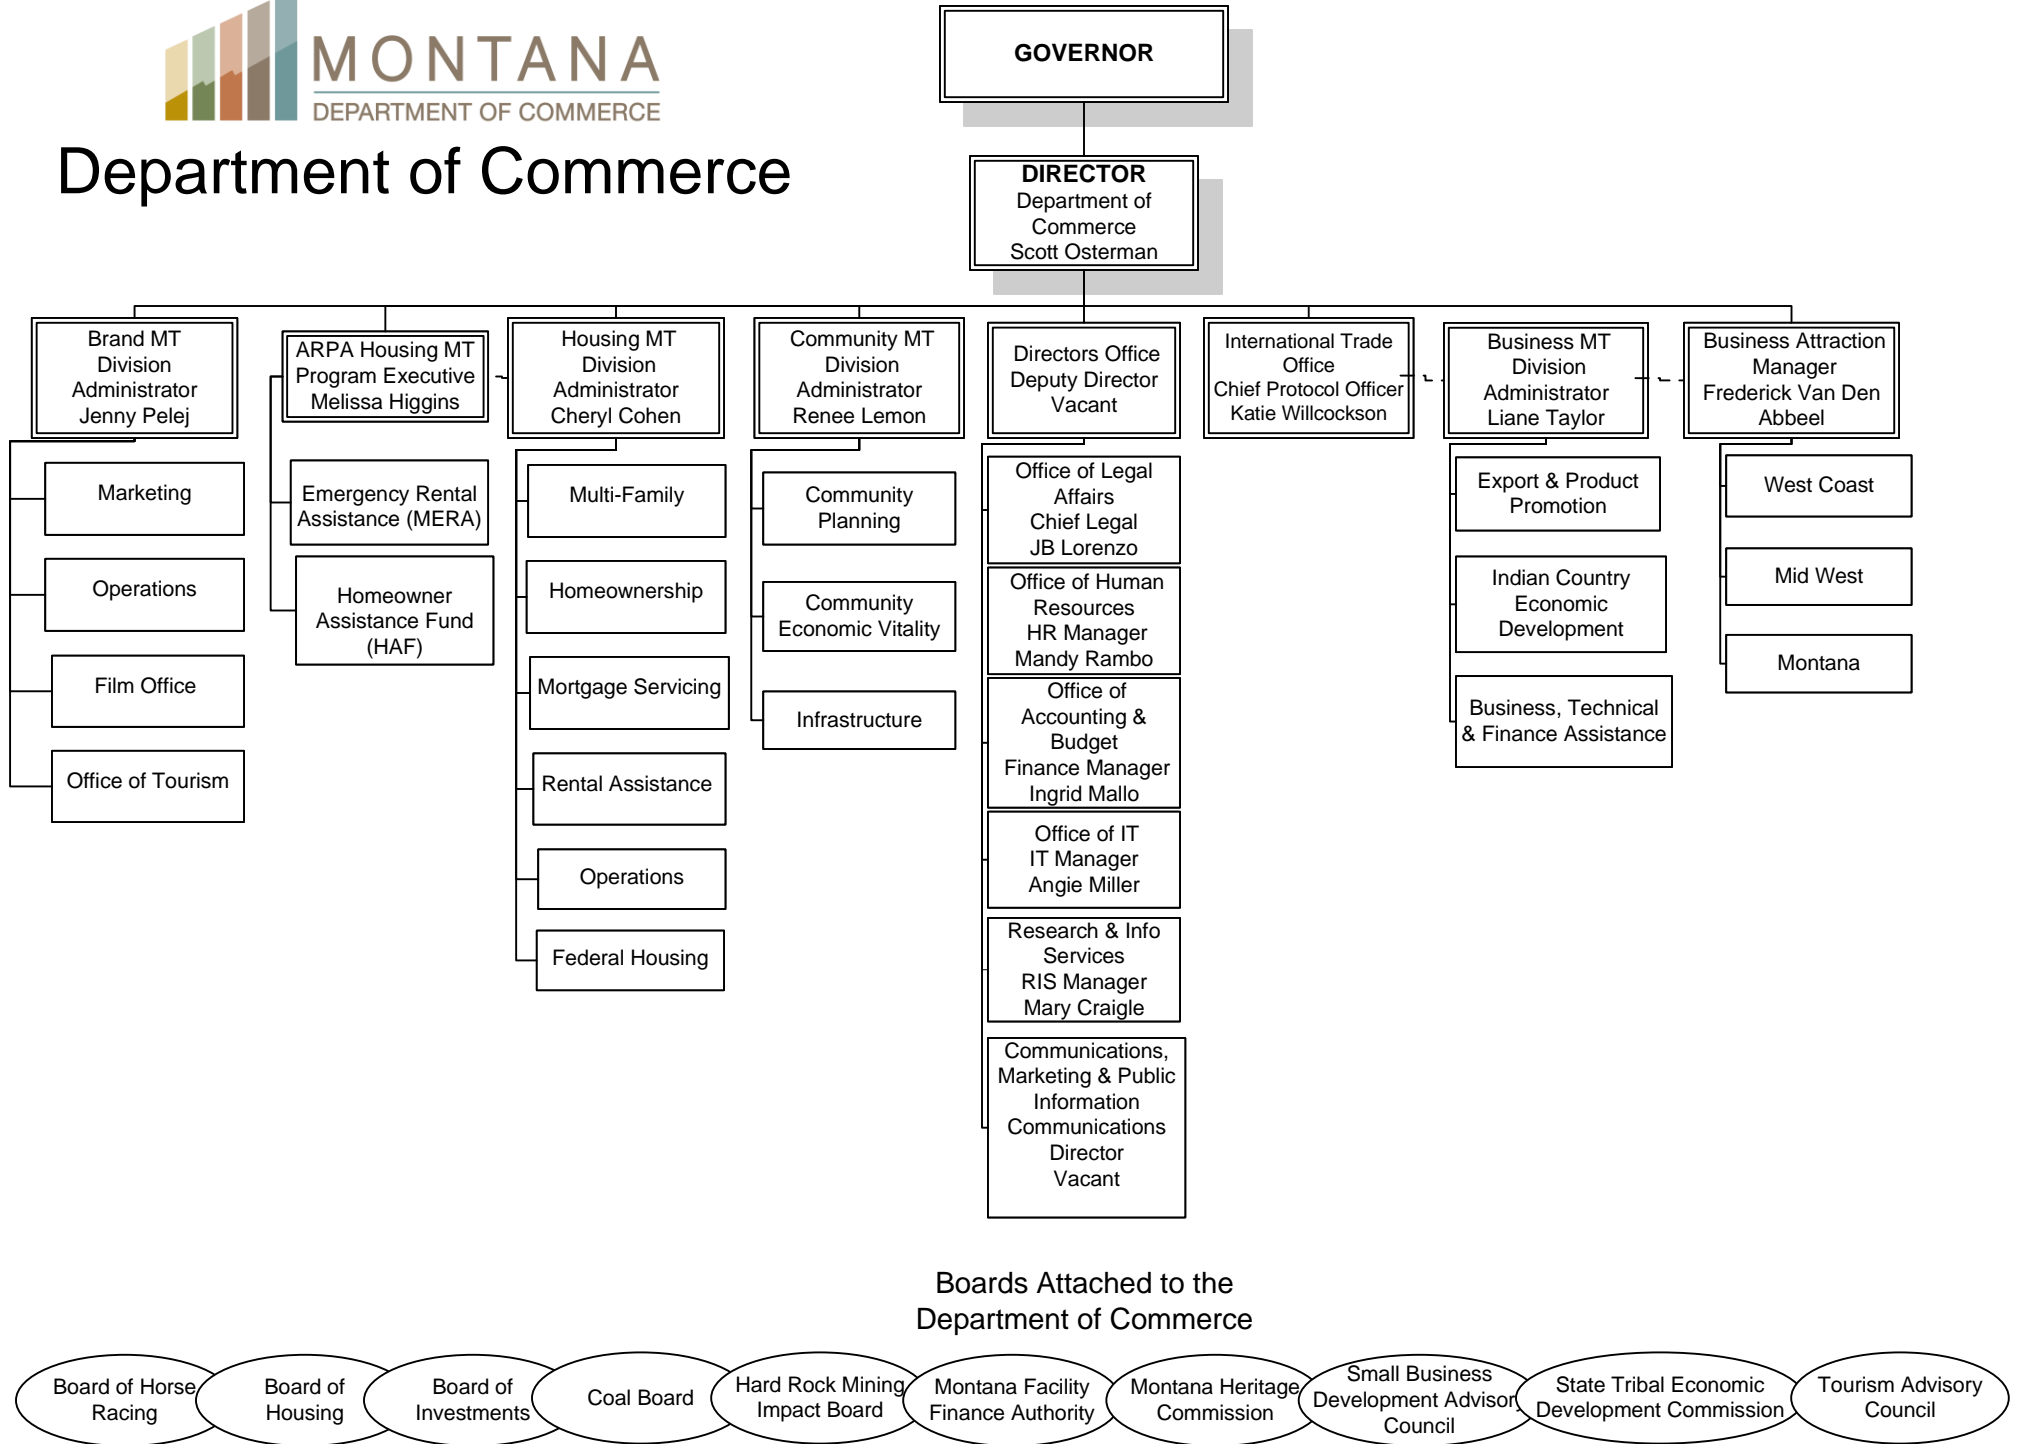 MONTANA
DEPARTMENT OF COMMERCE
Department of Commerce
GOVERNOR
DIRECTOR
Department of
Commerce
Scott Osterman
Brand MT
Division
Administrator
Jenny Pelej
Marketing
Operations
Film Office
Office of Tourism
ARPA Housing MT
Program Executive
Melissa Higgins
Emergency Rental
Assistance (MERA)
Homeowner
Assistance Fund
(HAF)
Housing MT
Division
Administrator
Cheryl Cohen
Multi-Family
Homeownership
Mortgage Servicing
Rental Assistance
Operations
Federal Housing
Community MT
Division
Administrator
Renee Lemon
Community
Planning
Community
Economic Vitality
Infrastructure
Directors Office
Deputy Director
Vacant
Office of Legal
Affairs
Chief Legal
JB Lorenzo
Office of Human
Resources
HR Manager
Mandy Rambo
Office of
Accounting &
Budget
Finance Manager
Ingrid Mallo
Office of IT
IT Manager
Angie Miller
Research & Info
Services
RIS Manager
Mary Craigle
Communications,
Marketing & Public
Information
Communications
Director
Vacant
International Trade
Office
Chief Protocol Officer
Katie Willcockson
Business MT
Division
Administrator
Liane Taylor
Export & Product
Promotion
Indian Country
Economic
Development
Business, Technical
& Finance Assistance
Business Attraction
Manager
Frederick Van Den
Abbeel
West Coast
Mid West
Montana
Boards Attached to the
Department of Commerce
Board of Horse
Racing
Board of
Housing
Board of
Investments
Coal Board
Hard Rock Mining
Impact Board
Montana Facility
Finance Authority
Montana Heritage
Commission
Small Business
Development Advisory
Council
State Tribal Economic
Development Commission
Tourism Advisory
Council